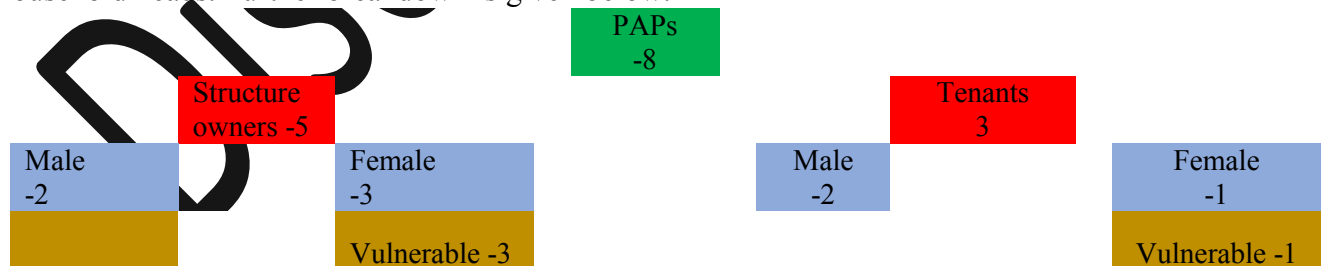 PAPs
-8
Structure
owners -5
Tenants
3
Male
-2
Female
-3
Male
-2
Female
-1
Vulnerable -3
Vulnerable -1